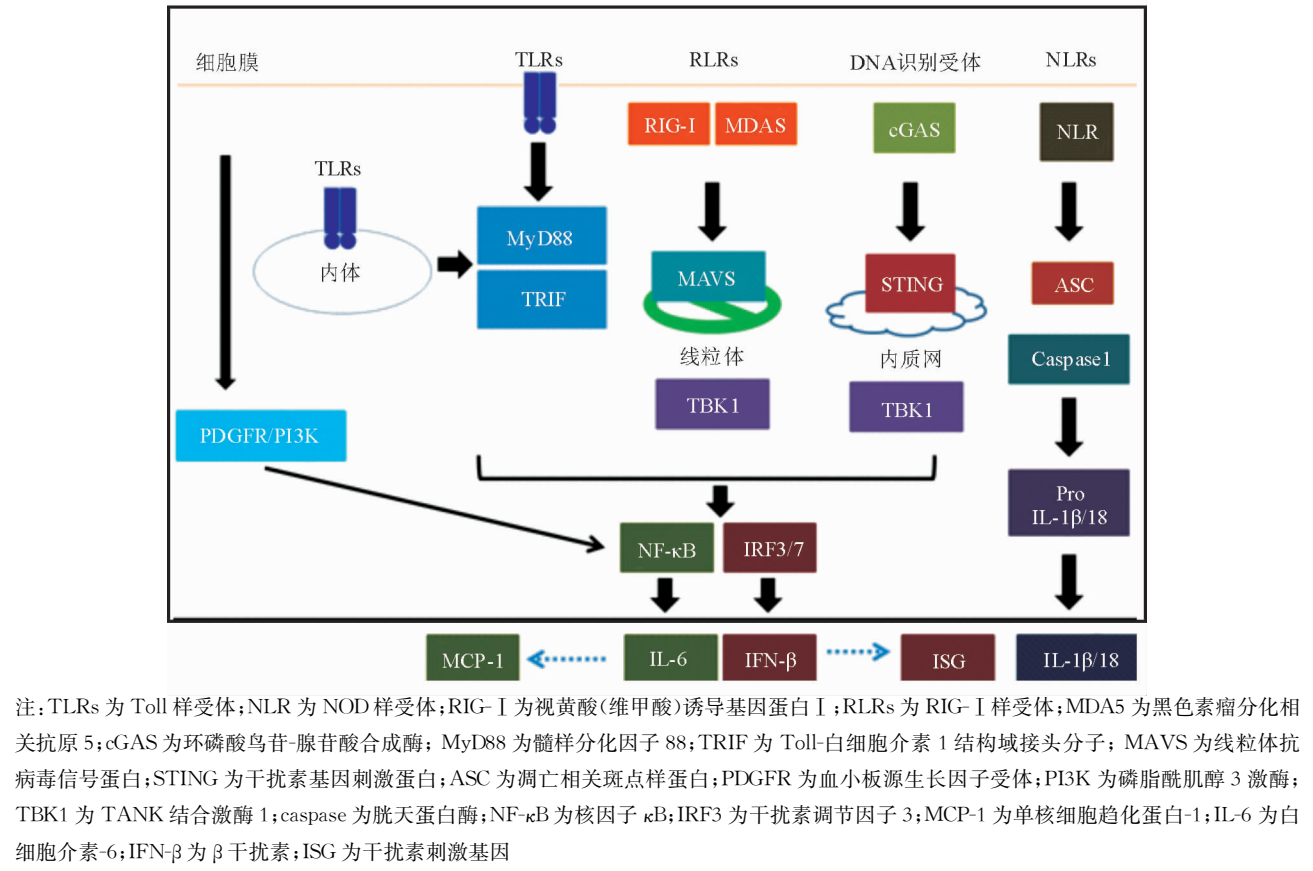 细胞膜
TLRs
RLRs
DNA识别受体
NLRs
RIG-I
MDAS
cGAS
NLR
TLRs
内体
MyD88
TRIF
MAVS
线粒体
TBK1
STING
内质网
TBK1
ASC
Caspase1
PDGFR/PI3K
Pro
IL-1β/18
NF-κB
IRF3/7
MCP-1
IL-6
IFN-β
ISG
IL-1β/18
注:TLRs 为 Toll 样受体;NLR 为 NOD 样受体;RIG-Ⅰ为视黄酸(维甲酸)诱导基因蛋白Ⅰ;RLRs 为 RIG-Ⅰ样受体;MDA5 为黑色素瘤分化相
关抗原 5;cGAS 为环磷酸鸟苷-腺苷酸合成酶; MyD88 为髓样分化因子 88;TRIF 为 Toll-白细胞介素 1 结构域接头分子; MAVS 为线粒体抗
病毒信号蛋白;STING 为干扰素基因刺激蛋白;ASC 为凋亡相关斑点样蛋白;PDGFR 为血小板源生长因子受体;PI3K 为磷脂酰肌醇 3 激酶;
TBK1 为 TANK 结合激酶 1;caspase 为胱天蛋白酶;NF-κB 为核因子 κB;IRF3 为干扰素调节因子 3;MCP-1 为单核细胞趋化蛋白-1;IL-6 为白
细胞介素-6;IFN-β 为 β 干扰素;ISG 为干扰素刺激基因